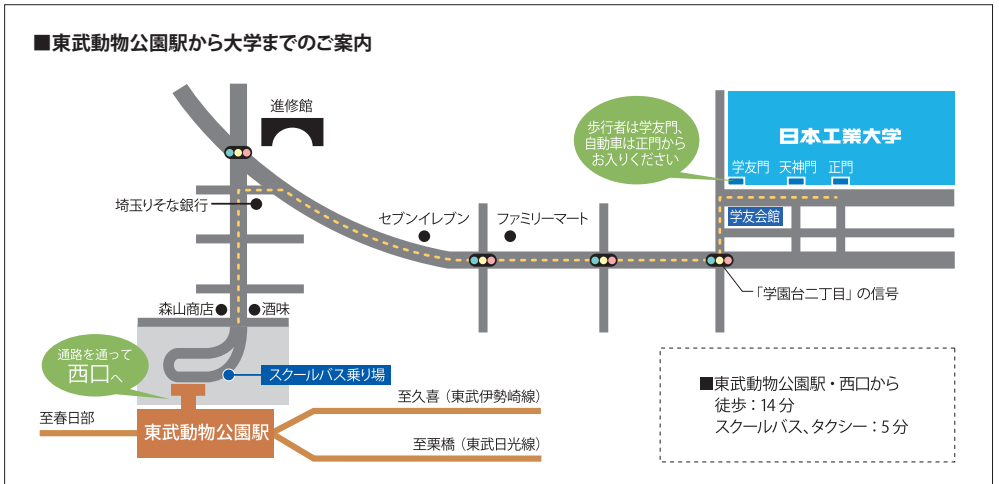 ■東武動物公園駅から大学までのご案内
進修館
歩行者は学友門、
自動車は正門から
お入りください
日本工業大学
学友門 天神門 正門
埼玉りそな銀行
セブンイレブン
ファミリーマート
学友会館
「学園台二丁目」の信号
森山商店
酒味
通路を通って
西口へ
スクールバス乗り場
至春日部
東武動物公園駅
至久喜（東武伊勢崎線）
至栗橋（東武日光線）
■東武動物公園駅・西口から
徒歩：14分
スクールバス、タクシー：5分